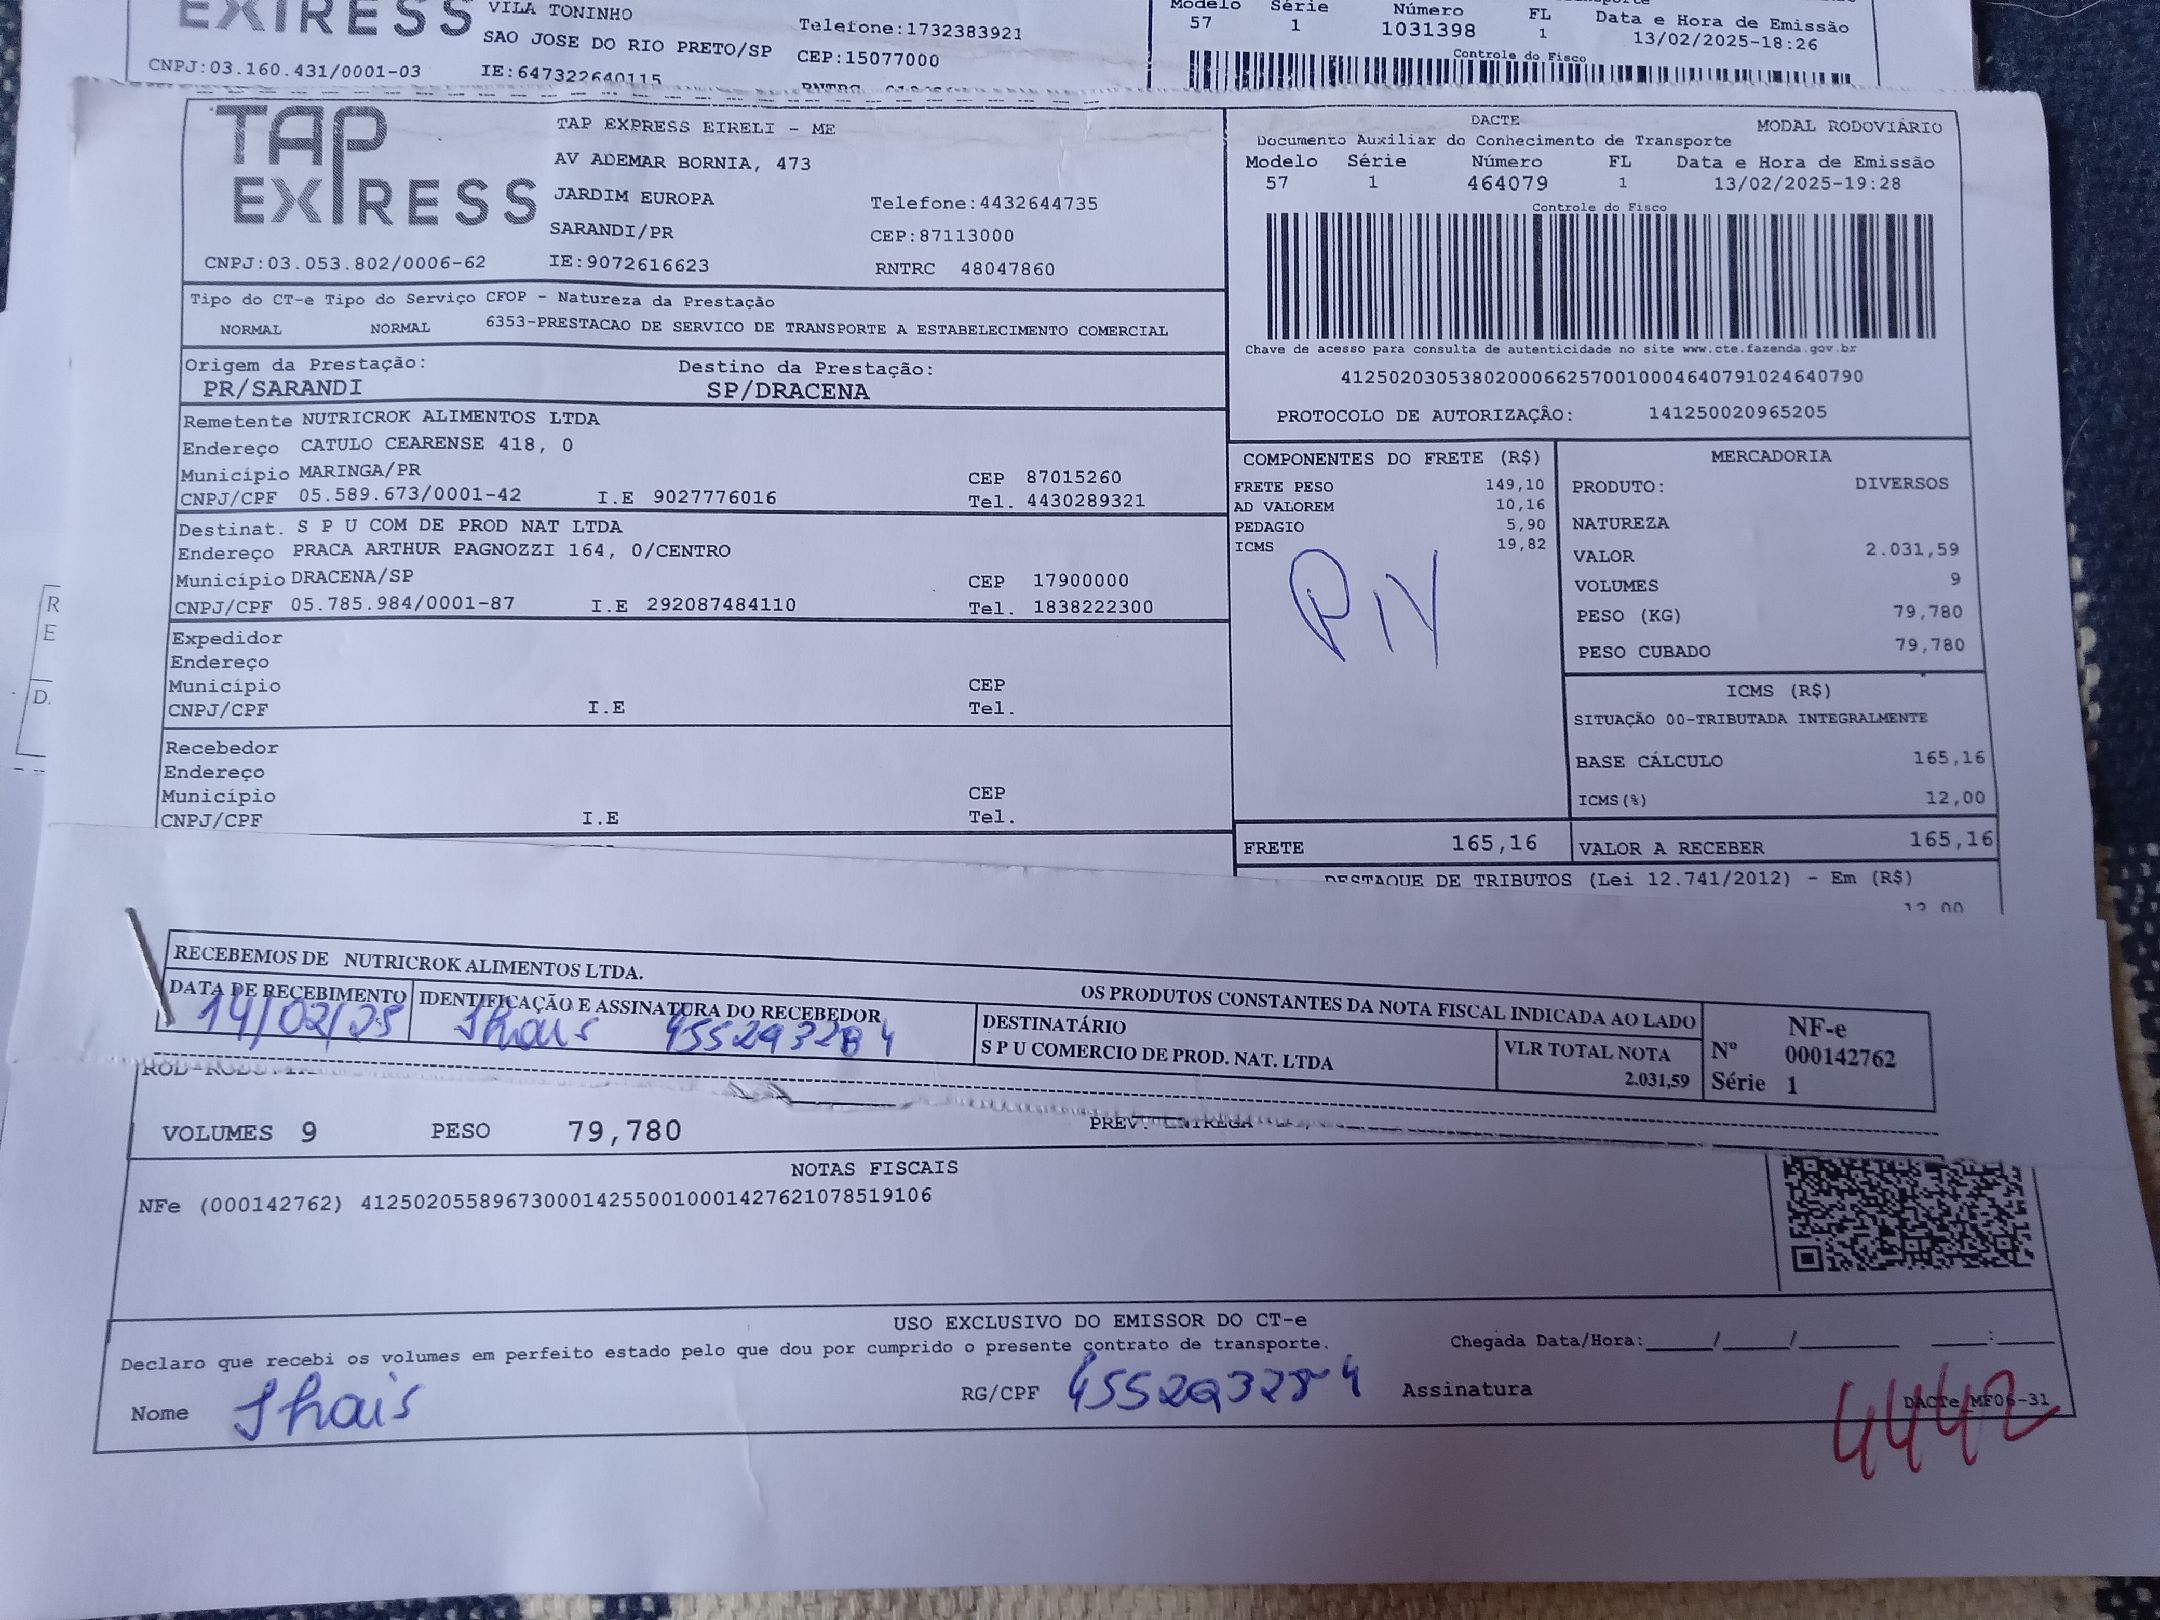 EXPRESS
VILA TONINHO
SAO JOSE DO RIO PRETO/SP
Telefone:1732383921
CEP:15077000
CNPJ:03.160.431/0001-03
IE:647322640115
Modelo Série Número FL Data e Hora de Emissão
57 1 1031398 1 13/02/2025-18:26
Controle do Fisco
TAP EXPRESS
TAP EXPRESS EIRELI - ME
AV ADEMAR BORNIA, 473
JARDIM EUROPA
Telefone:4432644735
SARANDI/PR
CEP:87113000
CNPJ:03.053.802/0006-62
IE:9072616623
RNTRC 48047860
DACTE
MODAL RODOVIÁRIO
Documento Auxiliar do Conhecimento de Transporte
Modelo Série Número FL Data e Hora de Emissão
57 1 464079 1 13/02/2025-19:28
Controle do Fisco
Chave de acesso para consulta de autenticidade no site www.cte.fazenda.gov.br
41250203053802000662570010004640791024640790
PROTOCOLO DE AUTORIZAÇÃO: 141250020965205
Tipo do CT-e Tipo do Serviço CFOP - Natureza da Prestação
NORMAL NORMAL 6353-PRESTACAO DE SERVICO DE TRANSPORTE A ESTABELECIMENTO COMERCIAL
Origem da Prestação: Destino da Prestação:
PR/SARANDI SP/DRACENA
Remetente NUTRICROK ALIMENTOS LTDA
Endereço CATULO CEARENSE 418, 0
Município MARINGA/PR CEP 87015260
CNPJ/CPF 05.589.673/0001-42 I.E 9027776016 Tel. 4430289321
Destinat. S P U COM DE PROD NAT LTDA
Endereço PRACA ARTHUR PAGNOZZI 164, 0/CENTRO
Município DRACENA/SP CEP 17900000
CNPJ/CPF 05.785.984/0001-87 I.E 292087484110 Tel. 1838222300
Expedidor
Endereço
Município CEP
CNPJ/CPF I.E Tel.
Recebedor
Endereço
Município CEP
CNPJ/CPF I.E Tel.
COMPONENTES DO FRETE (R$)
FRETE PESO 149,10
AD VALOREM 10,16
PEDAGIO 5,90
ICMS 19,82
MERCADORIA
PRODUTO: DIVERSOS
NATUREZA
VALOR 2.031,59
VOLUMES 9
PESO (KG) 79,780
PESO CUBADO 79,780
ICMS (R$)
SITUAÇÃO 00-TRIBUTADA INTEGRALMENTE
BASE CÁLCULO 165,16
ICMS(%) 12,00
FRETE 165,16 VALOR A RECEBER 165,16
DESTAQUE DE TRIBUTOS (Lei 12.741/2012) - Em (R$)
12,00
RECEBEMOS DE NUTRICROK ALIMENTOS LTDA.
OS PRODUTOS CONSTANTES DA NOTA FISCAL INDICADA AO LADO
DATA DE RECEBIMENTO IDENTIFICAÇÃO E ASSINATURA DO RECEBEDOR
14/02/25 Thais 455293284
DESTINATÁRIO
S P U COMERCIO DE PROD. NAT. LTDA
VLR TOTAL NOTA
2.031,59
NF-e
Nº 000142762
Série 1
VOLUMES 9 PESO 79,780 PREV. ENTREGA
NOTAS FISCAIS
NFe (000142762) 41250205589673000142550010001427621078519106
USO EXCLUSIVO DO EMISSOR DO CT-e
Declaro que recebi os volumes em perfeito estado pelo que dou por cumprido o presente contrato de transporte.
Chegada Data/Hora:____/____/______ ____:____
Nome Thais RG/CPF 455293284 Assinatura
DACTe MF06-31
4442